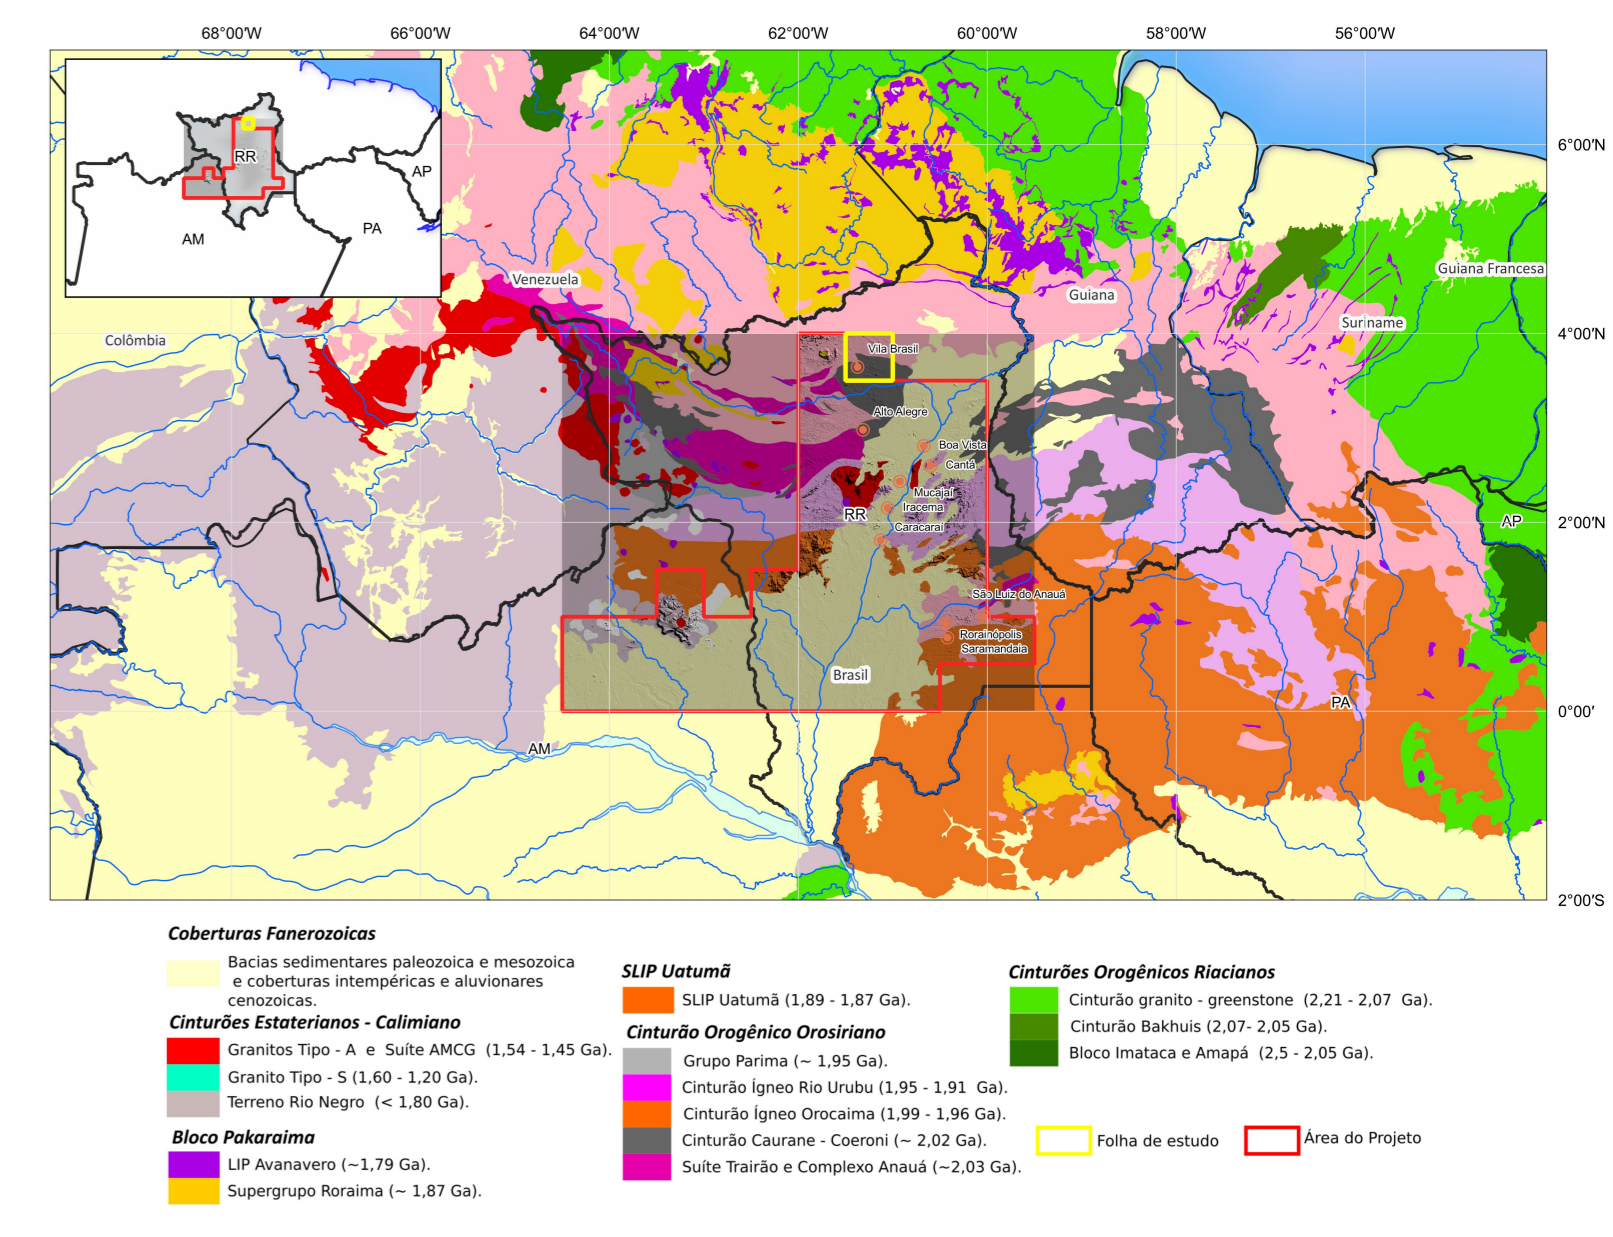 68°00'W 66°00'W 64°00'W 62°00'W 60°00'W 58°00'W 56°00'W
6°00'N
4°00'N
2°00'N
0°00'
2°00'S
RR
AP
PA
AM
Venezuela
Guiana
Guiana Francesa
Suriname
Colômbia
Vila Brasil
Alto Alegre
Boa Vista
Cantá
Mucajaí
Iracema
RR
Caracaraí
AP
São Luiz do Anauá
Rorainópolis
Saramandaia
Brasil
PA
AM
Coberturas Fanerozoicas
Bacias sedimentares paleozoica e mesozoica
e coberturas intempéricas e aluvionares
cenozoicas.
Cinturões Estaterianos - Calimiano
Granitos Tipo - A e Suíte AMCG (1,54 - 1,45 Ga).
Granito Tipo - S (1,60 - 1,20 Ga).
Terreno Rio Negro (< 1,80 Ga).
Bloco Pakaraima
LIP Avanavero (~1,79 Ga).
Supergrupo Roraima (~ 1,87 Ga).
SLIP Uatumã
SLIP Uatumã (1,89 - 1,87 Ga).
Cinturão Orogênico Orosiriano
Grupo Parima (~ 1,95 Ga).
Cinturão Ígneo Rio Urubu (1,95 - 1,91 Ga).
Cinturão Ígneo Orocaima (1,99 - 1,96 Ga).
Cinturão Caurane - Coeroni (~ 2,02 Ga).
Suíte Trairão e Complexo Anauá (~2,03 Ga).
Cinturões Orogênicos Riacianos
Cinturão granito - greenstone (2,21 - 2,07 Ga).
Cinturão Bakhuis (2,07- 2,05 Ga).
Bloco Imataca e Amapá (2,5 - 2,05 Ga).
Folha de estudo
Área do Projeto